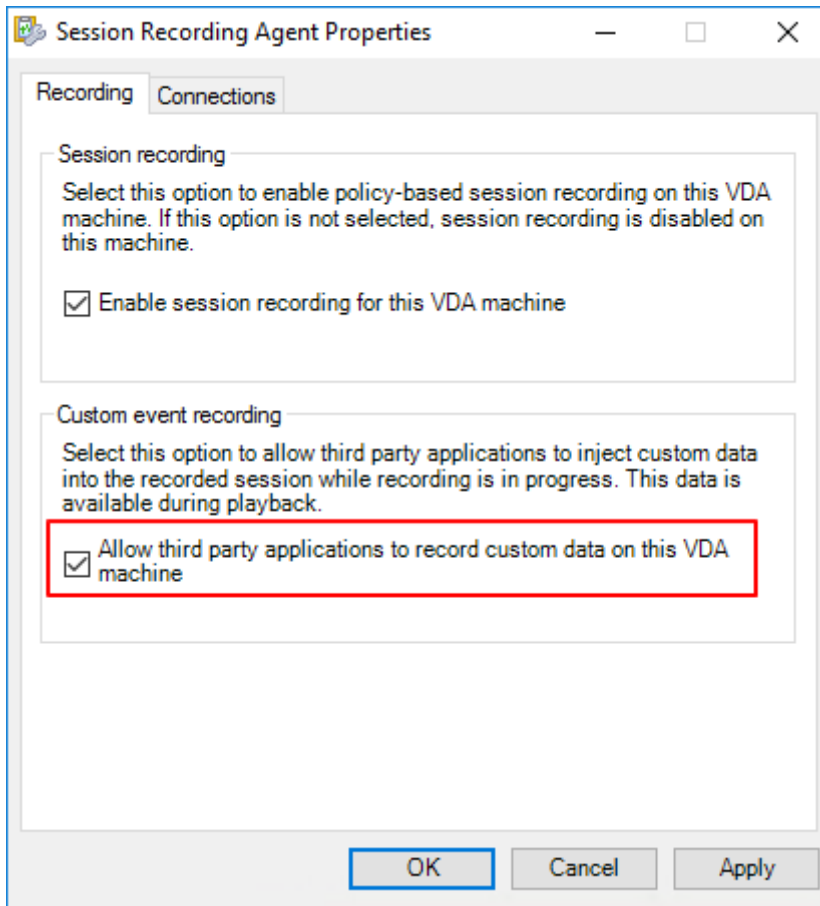 Session Recording Agent Properties
Recording
Connections
Session recording
Select this option to enable policy-based session recording on this VDA
machine. If this option is not selected, session recording is disabled on
this machine.
Enable session recording for this VDA machine
Custom event recording
Select this option to allow third party applications to inject custom data
into the recorded session while recording is in progress. This data is
available during playback.
Allow third party applications to record custom data on this VDA
machine
OK
Cancel
Apply